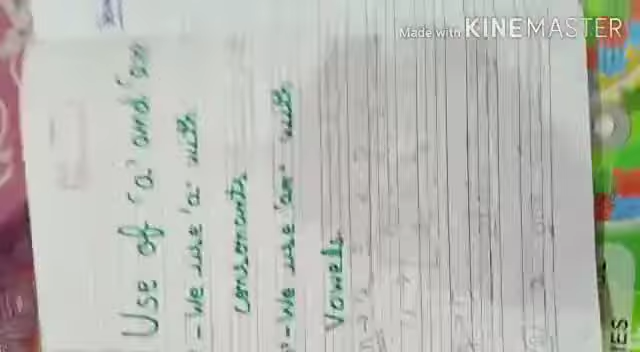 Use of 'a' and 'an
- We use 'a' with
consonants
- We use 'an' with
Vowels.
Made with KINEMASTER